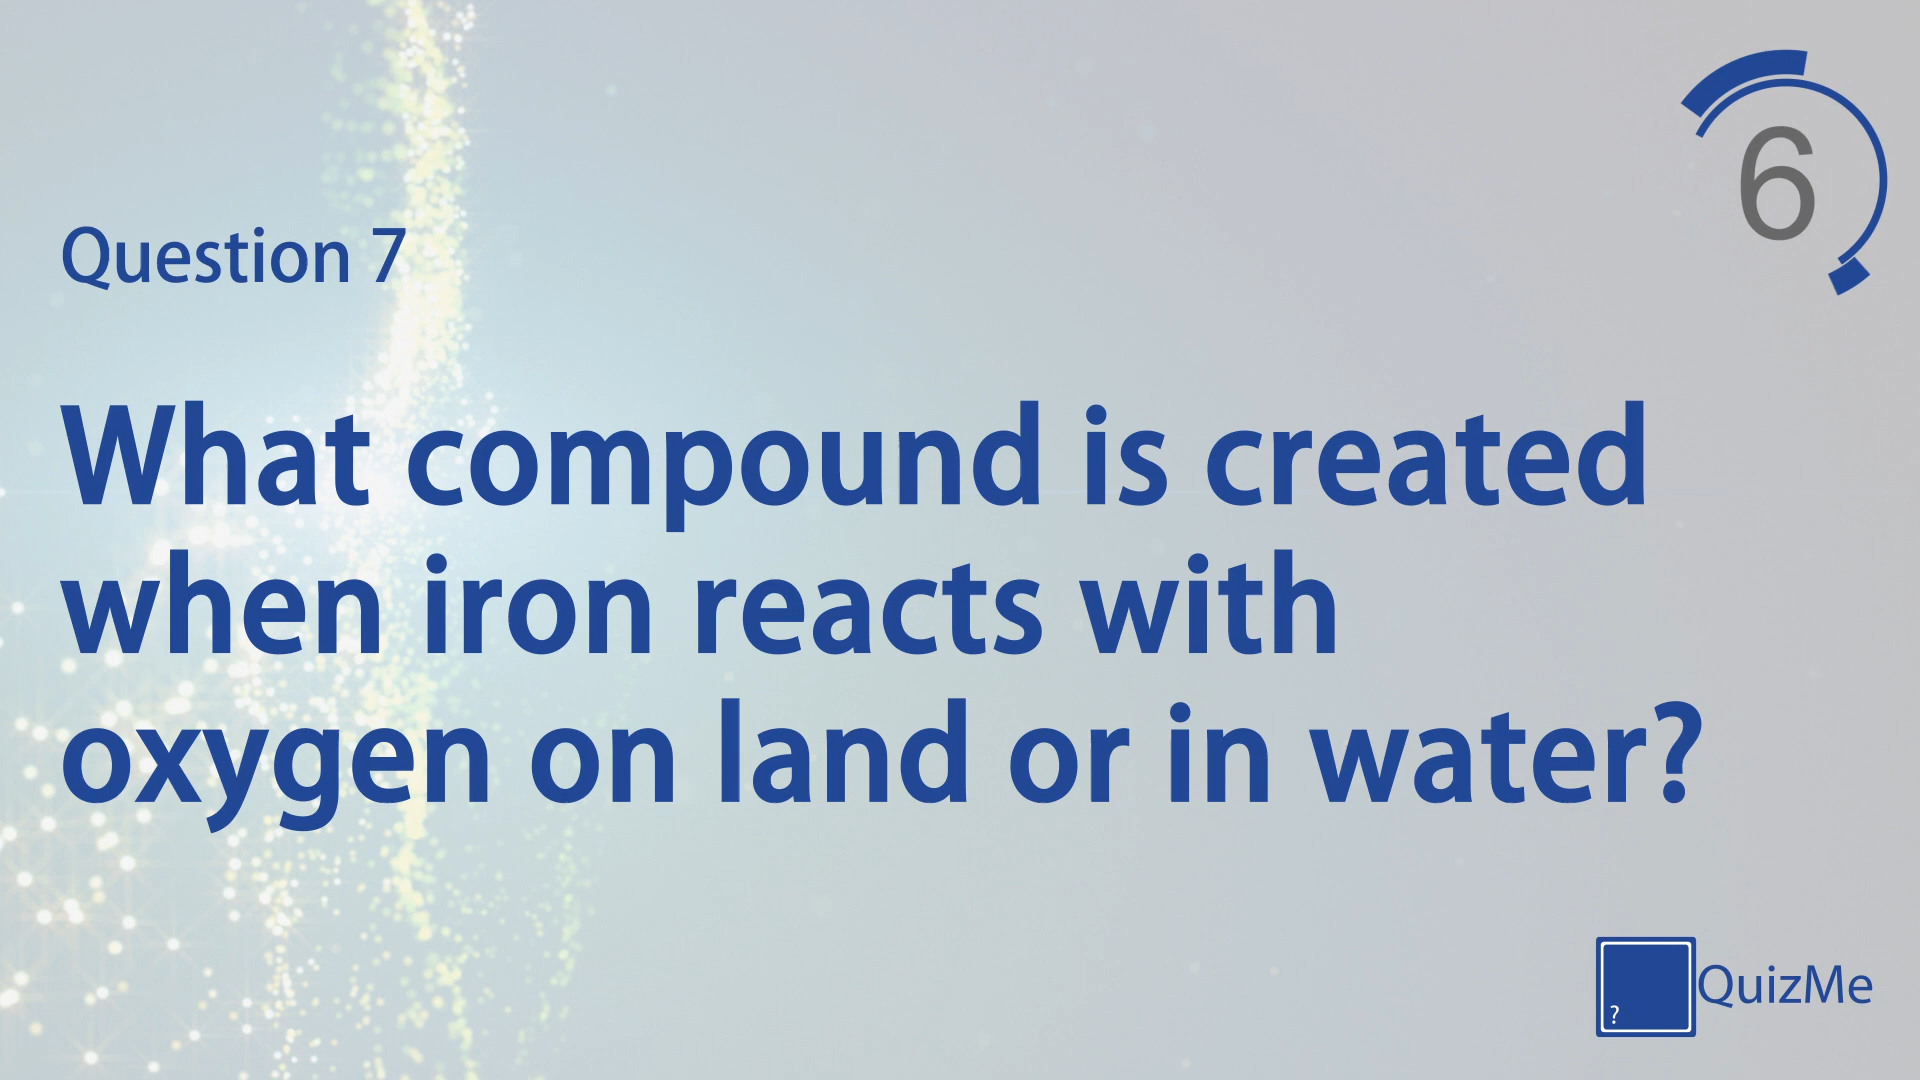 6
Question 7
What compound is created
when iron reacts with
oxygen on land or in water?
?
QuizMe